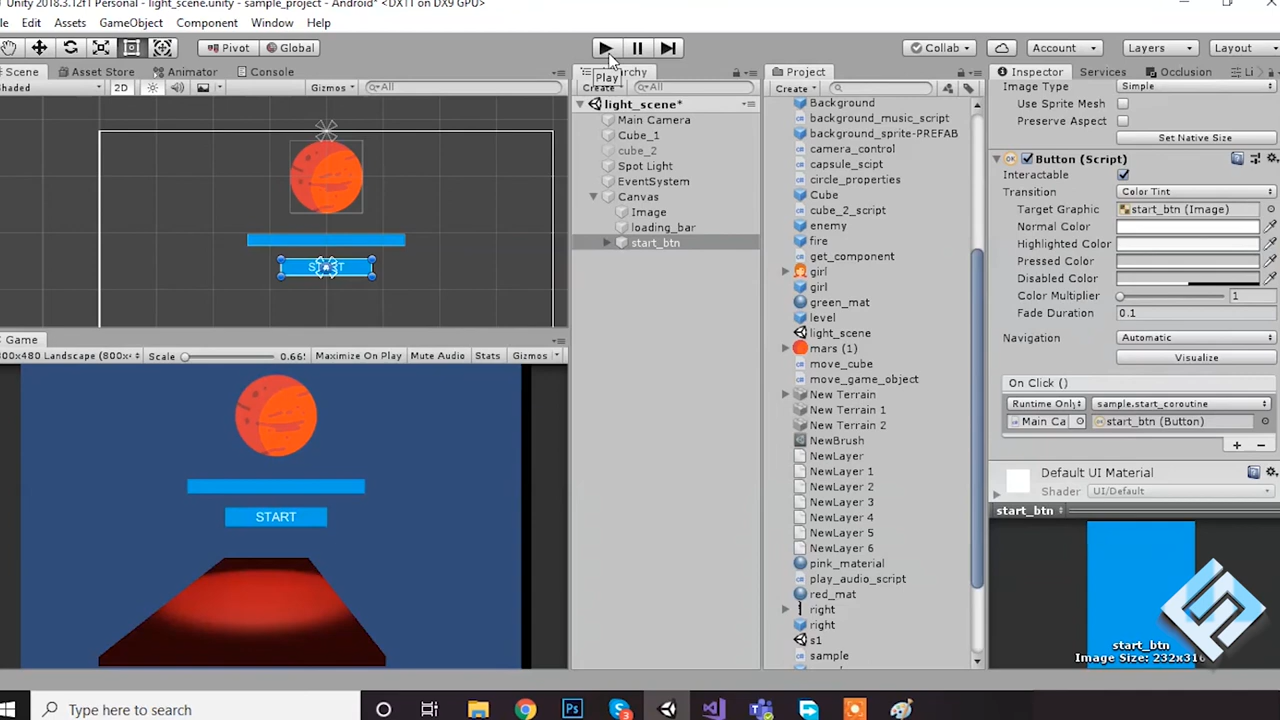 Unity 2018.3.12f1 Personal - light_scene.unity - sample_project - Android* <DX11 on DX9 GPU>
Edit Assets GameObject Component Window Help
Pivot Global Collab Account Layers Layout
Scene Asset Store Animator Console
Shaded 2D Gizmos All
START
Game
800x480 Landscape (800x Scale 0.66 Maximize On Play Mute Audio Stats Gizmos
START
Play
Create All
light_scene*
Main Camera
Cube_1
cube_2
Spot Light
EventSystem
Canvas
Image
loading_bar
start_btn
Project
Create
Background
background_music_script
background_sprite-PREFAB
camera_control
capsule_scipt
circle_properties
Cube
cube_2_script
enemy
fire
get_component
girl
girl
green_mat
level
light_scene
mars (1)
move_cube
move_game_object
New Terrain
New Terrain 1
New Terrain 2
NewBrush
NewLayer
NewLayer 1
NewLayer 2
NewLayer 3
NewLayer 4
NewLayer 5
NewLayer 6
pink_material
play_audio_script
red_mat
right
right
s1
sample
Inspector Services Occlusion Li
Image Type Simple
Use Sprite Mesh
Preserve Aspect
Set Native Size
Button (Script)
Interactable
Transition Color Tint
Target Graphic start_btn (Image)
Normal Color
Highlighted Color
Pressed Color
Disabled Color
Color Multiplier 1
Fade Duration 0.1
Navigation Automatic
Visualize
On Click ()
Runtime Only sample.start_coroutine
Main Ca start_btn (Button)
Default UI Material
Shader UI/Default
start_btn
start_btn
Image Size: 232x316
Type here to search